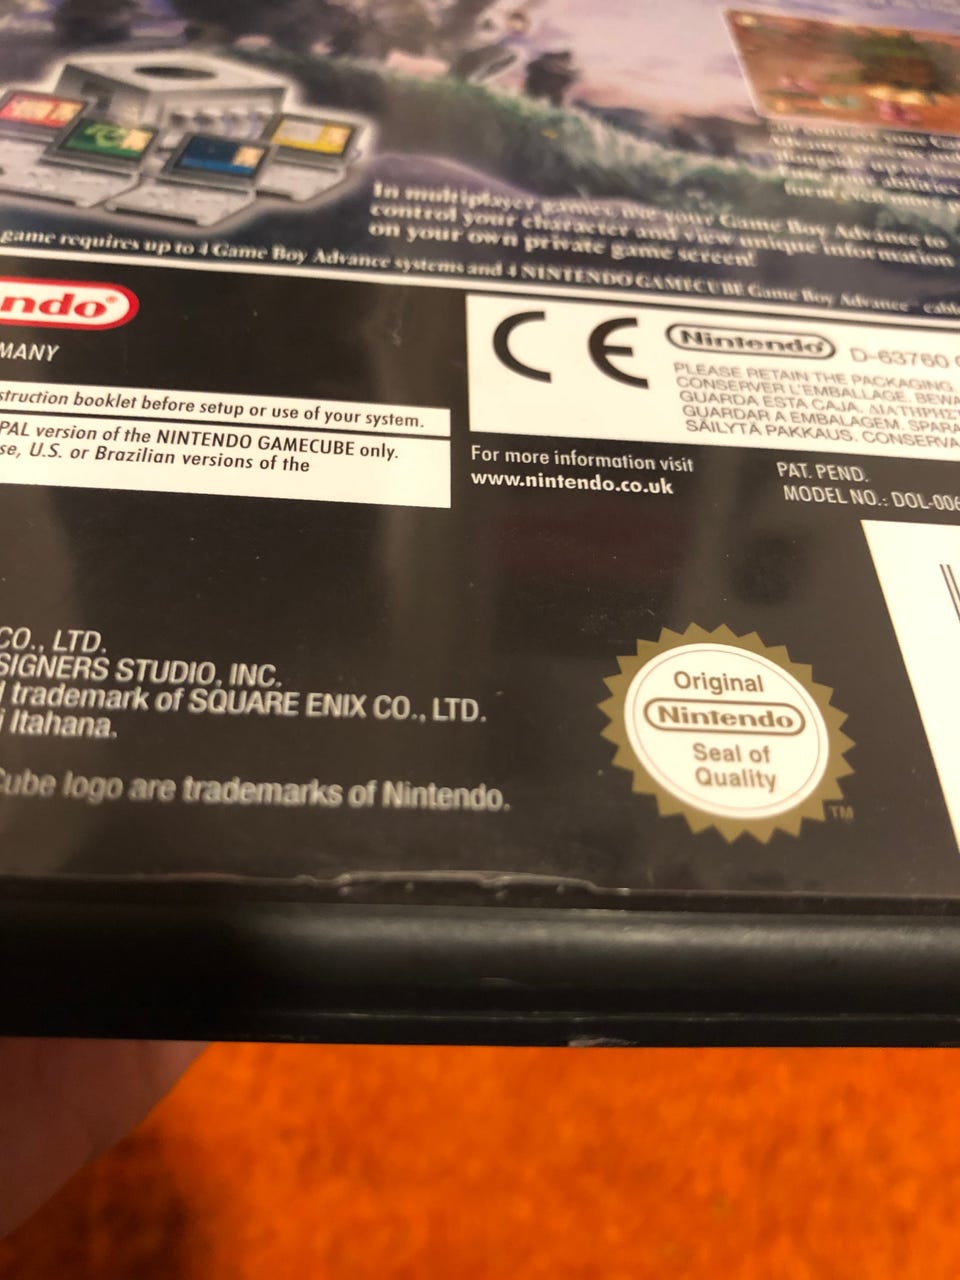 In multiplayer games, use your Game Boy Advance to
control your character and view unique information
on your own private game screen!
game requires up to 4 Game Boy Advance systems and 4 NINTENDO GAMECUBE Game Boy Advance™ cable
ndo®
MANY
struction booklet before setup or use of your system.
PAL version of the NINTENDO GAMECUBE only.
se, U.S. or Brazilian versions of the
CE
Nintendo® D-63760
PLEASE RETAIN THE PACKAGING.
CONSERVER L'EMBALLAGE. BEWA
GUARDA ESTA CAJA. ΔΙΑΤΗΡΗΣΤ
GUARDAR A EMBALAGEM. SPARA
SÄILYTÄ PAKKAUS. CONSERVA
For more information visit
www.nintendo.co.uk
PAT. PEND.
MODEL NO.: DOL-006
CO., LTD.
SIGNERS STUDIO, INC.
trademark of SQUARE ENIX CO., LTD.
i Itahana.
Cube logo are trademarks of Nintendo.
Original
Nintendo®
Seal of
Quality
TM